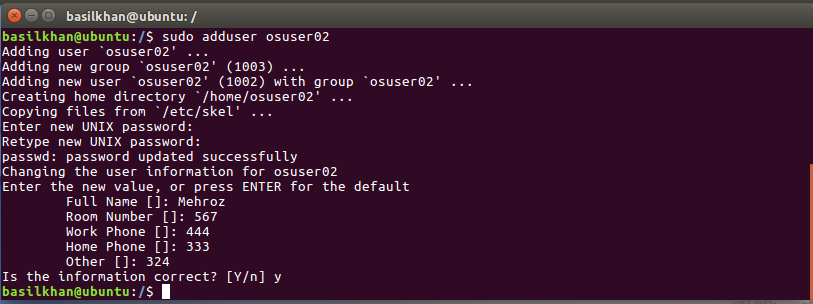 basilkhan@ubuntu: /
basilkhan@ubuntu:/$ sudo adduser osuser02
Adding user `osuser02' ...
Adding new group `osuser02' (1003) ...
Adding new user `osuser02' (1002) with group `osuser02' ...
Creating home directory `/home/osuser02' ...
Copying files from `/etc/skel' ...
Enter new UNIX password:
Retype new UNIX password:
passwd: password updated successfully
Changing the user information for osuser02
Enter the new value, or press ENTER for the default
        Full Name []: Mehroz
        Room Number []: 567
        Work Phone []: 444
        Home Phone []: 333
        Other []: 324
Is the information correct? [Y/n] y
basilkhan@ubuntu:/$